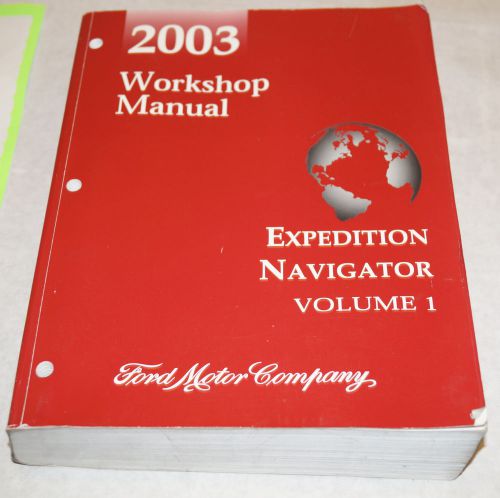 2003
Workshop
Manual
EXPEDITION
NAVIGATOR
VOLUME 1
Ford Motor Company